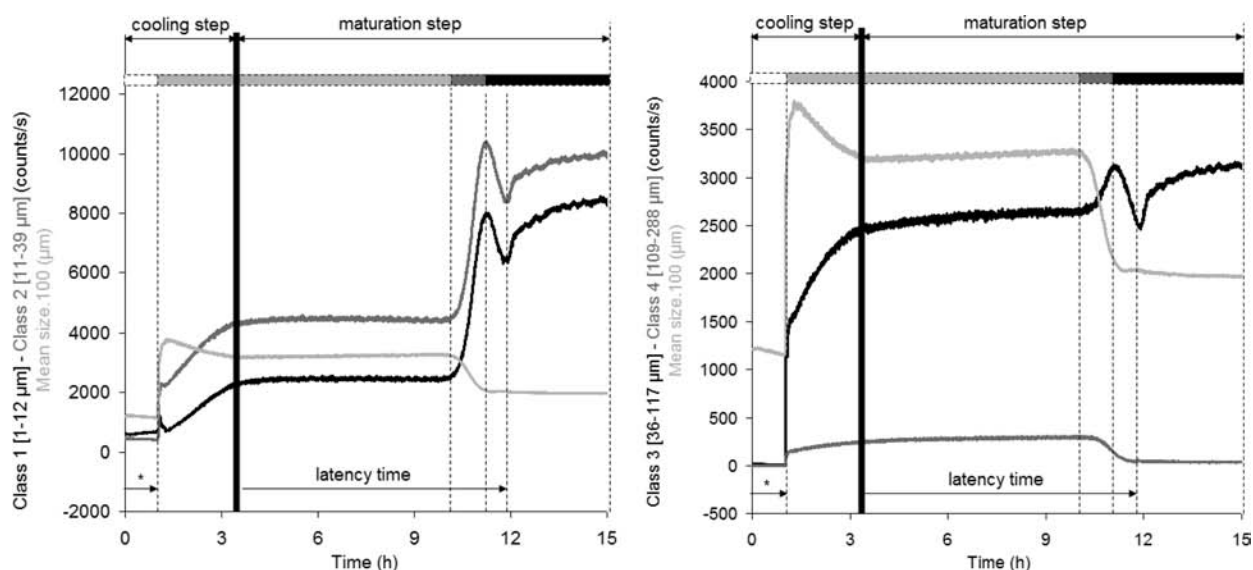 cooling step
maturation step
Class 1 [1-12 µm] - Class 2 [11-39 µm] (counts/s)
Mean size.100 (µm)
12000
10000
8000
6000
4000
2000
0
-2000
*
latency time
0
3
6
9
12
15
Time (h)
cooling step
maturation step
Class 3 [36-117 µm] - Class 4 [109-288 µm] (counts/s)
Mean size.100 (µm)
4000
3500
3000
2500
2000
1500
1000
500
0
-500
*
latency time
0
3
6
9
12
15
Time (h)